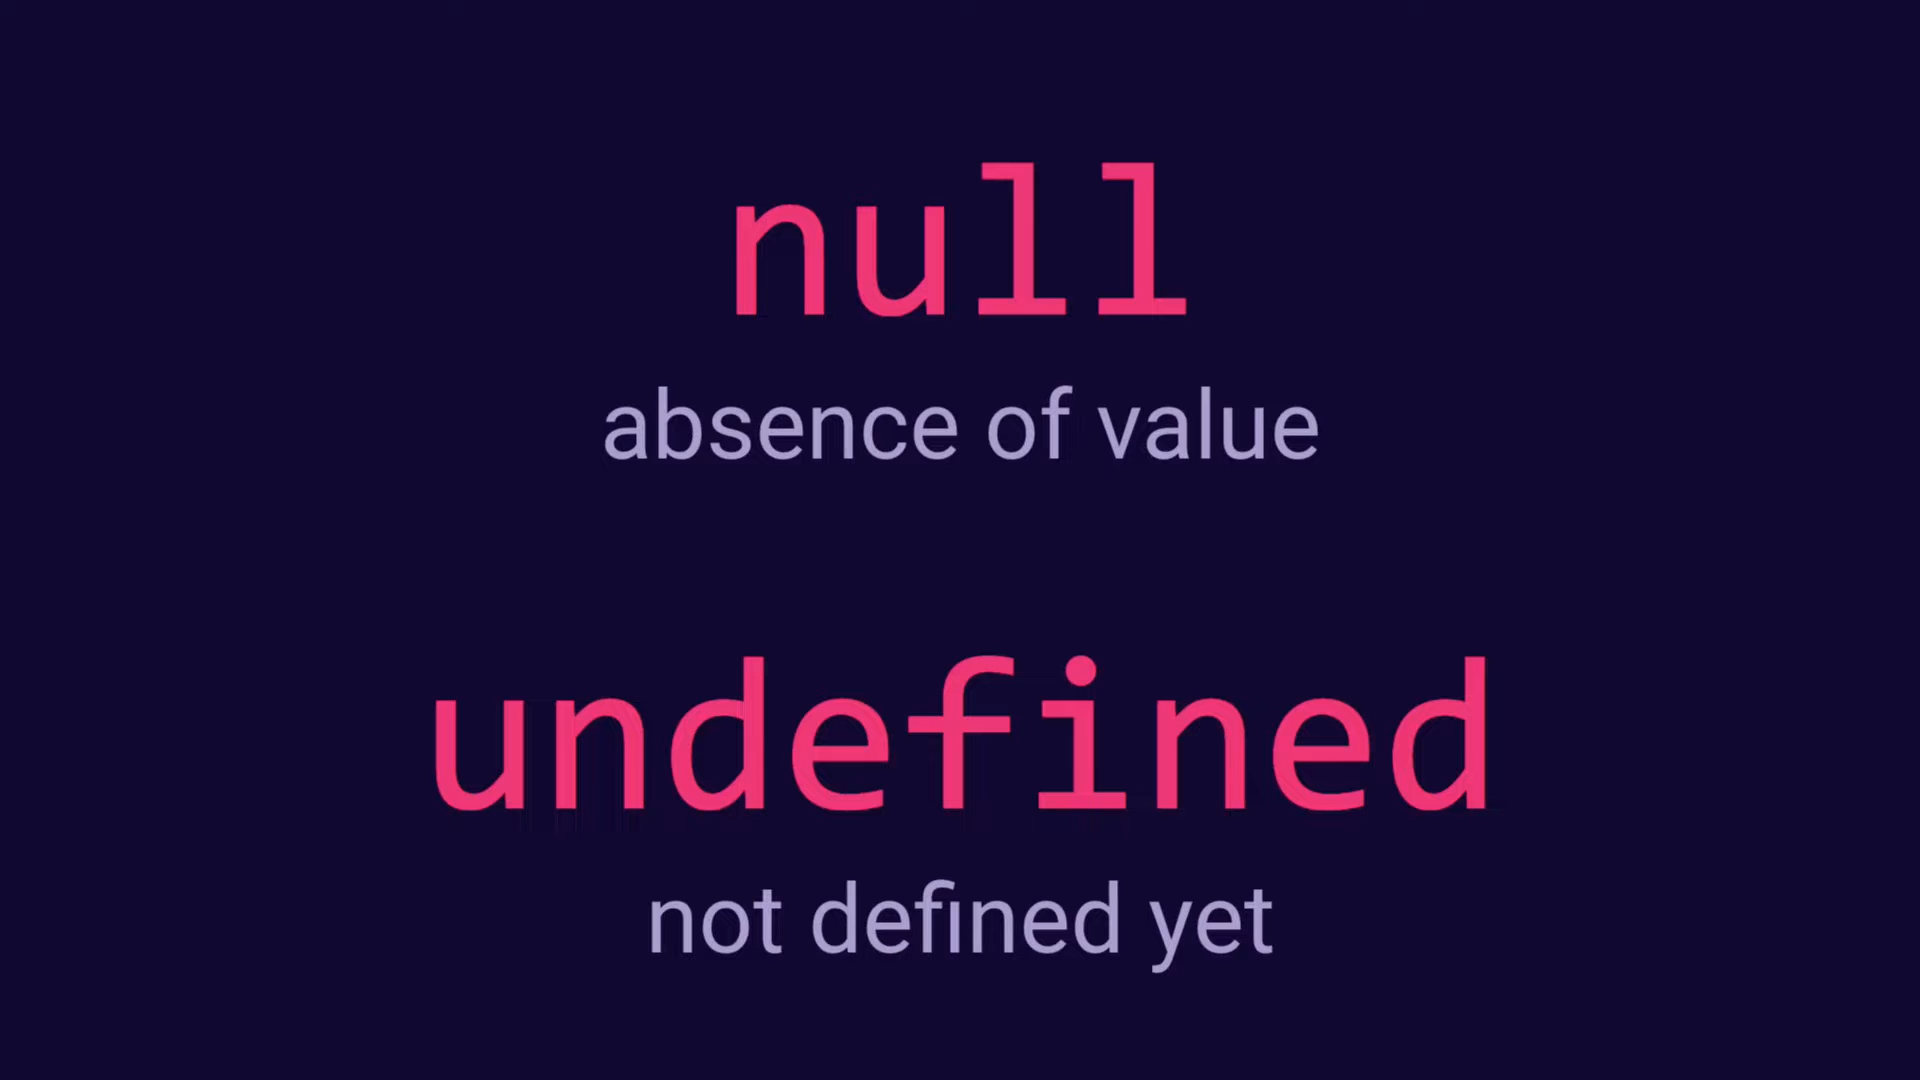 null
absence of value
undefined
not defined yet